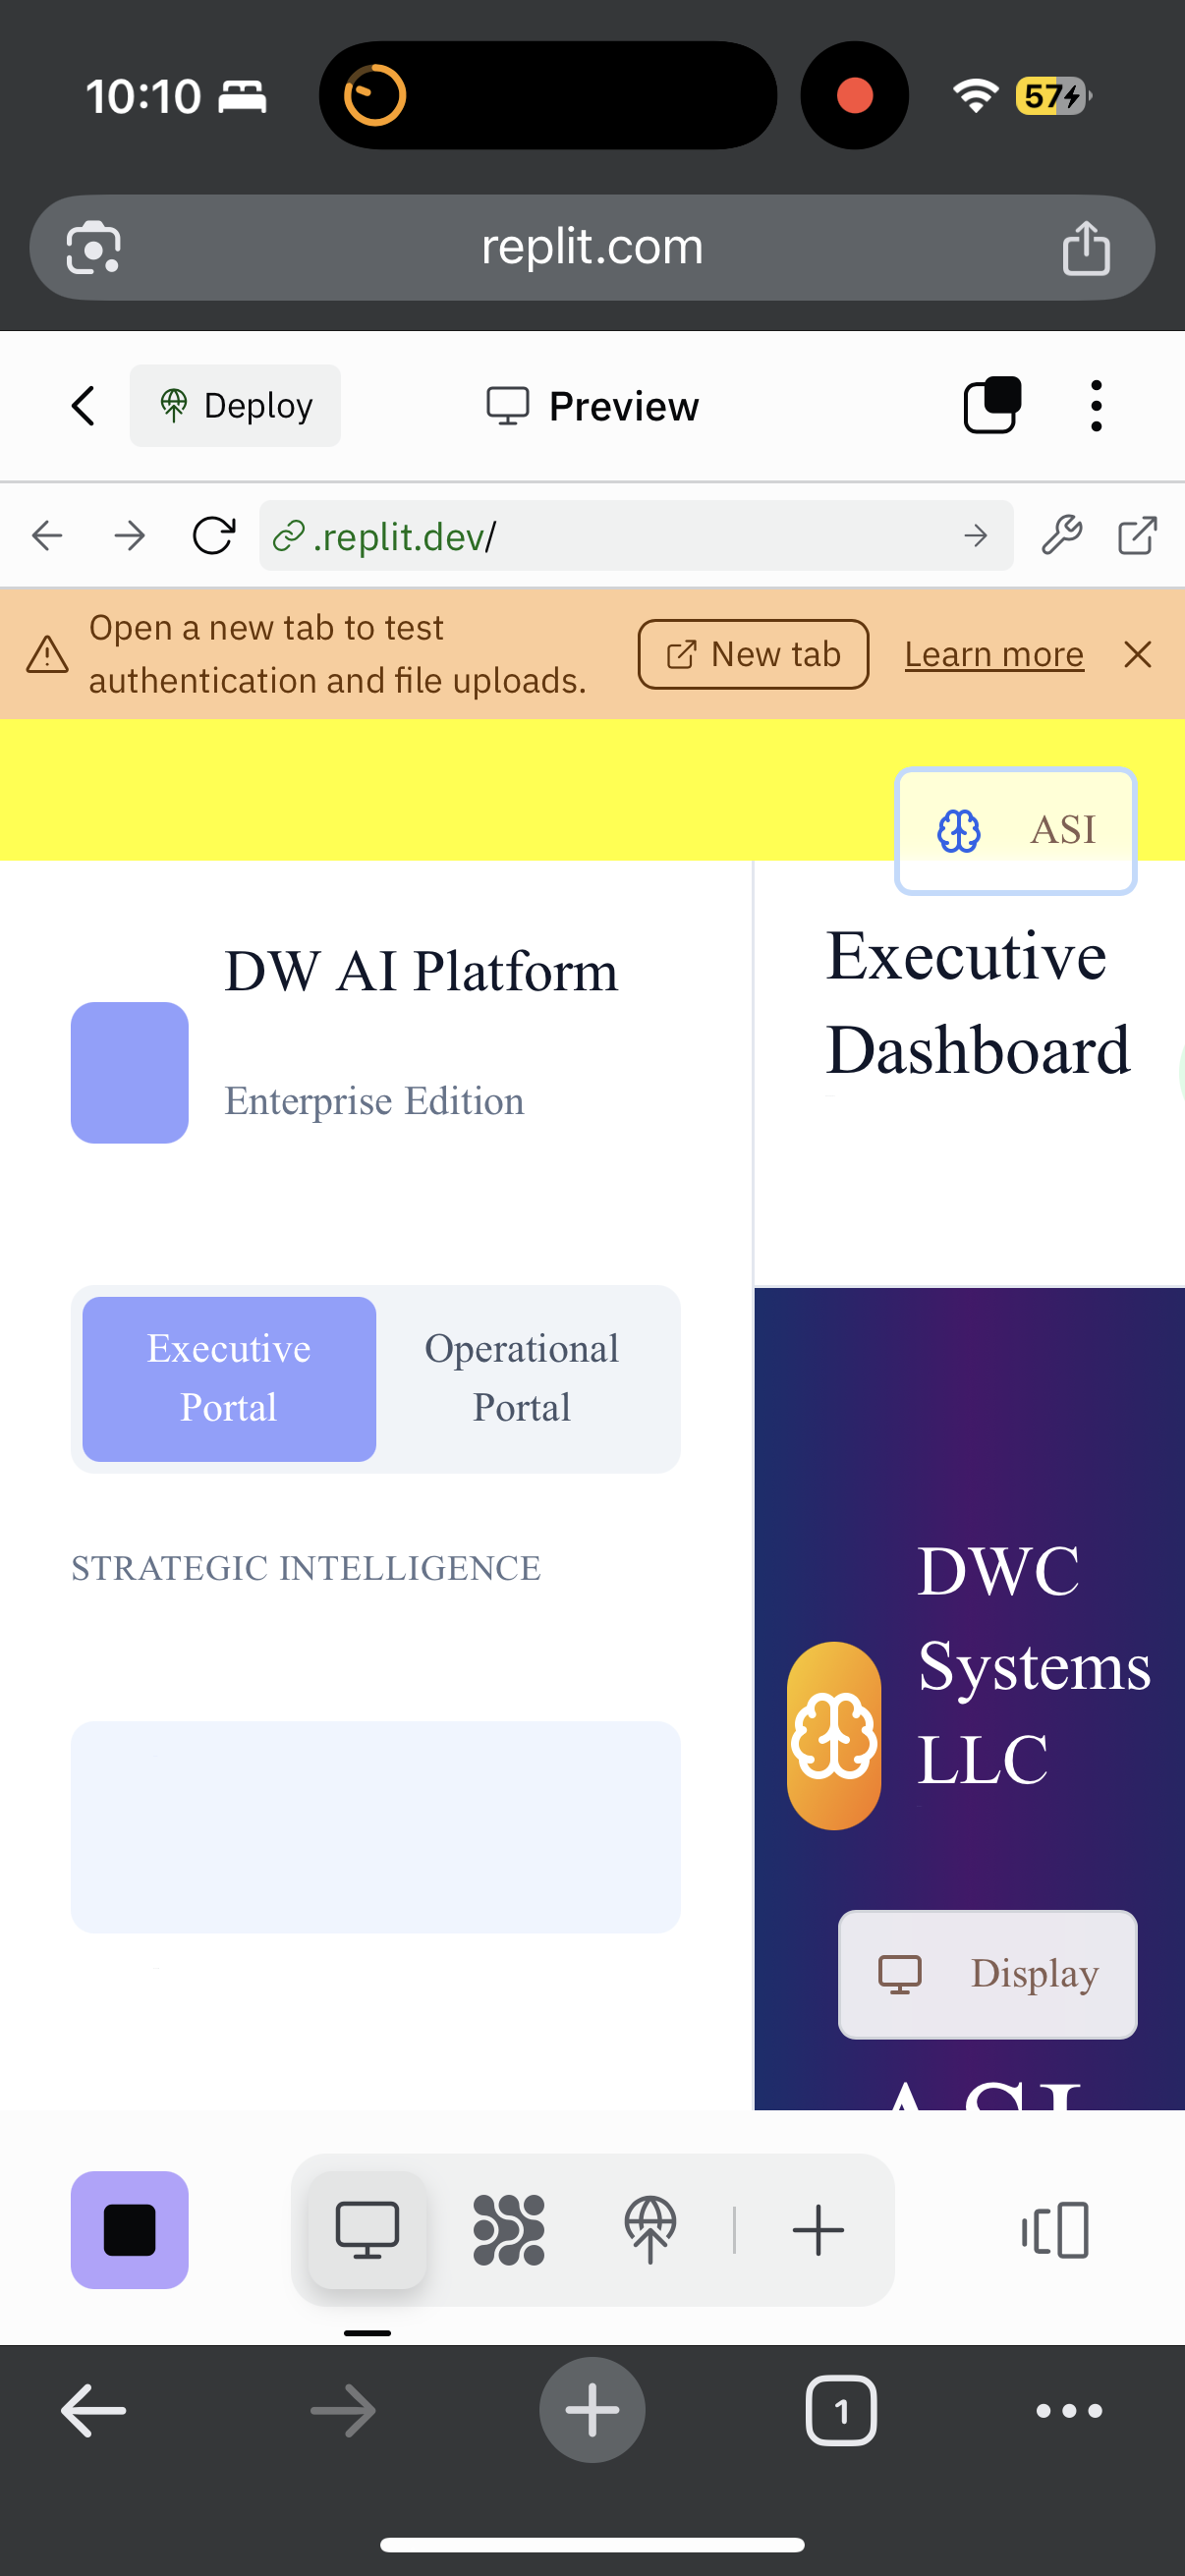 10:10
57
replit.com
Deploy
Preview
.replit.dev/
Open a new tab to test
authentication and file uploads.
New tab
Learn more
ASI
DW AI Platform
Enterprise Edition
Executive
Portal
Operational
Portal
STRATEGIC INTELLIGENCE
Executive
Dashboard
DWC
Systems
LLC
Display
ASI
1